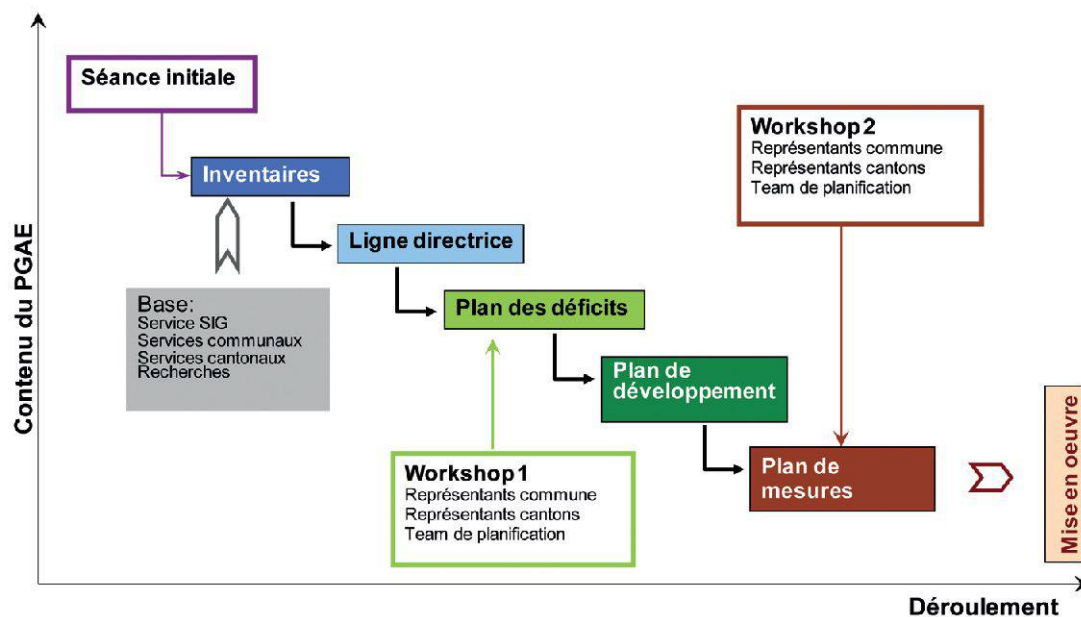 Contenu du PGAE
Séance initiale
Inventaires
Base:
Service SIG
Services communaux
Services cantonaux
Recherches
Ligne directrice
Plan des déficits
Workshop 1
Représentants commune
Représentants cantons
Team de planification
Plan de
développement
Workshop 2
Représentants commune
Représentants cantons
Team de planification
Plan de
mesures
Mise en oeuvre
Déroulement